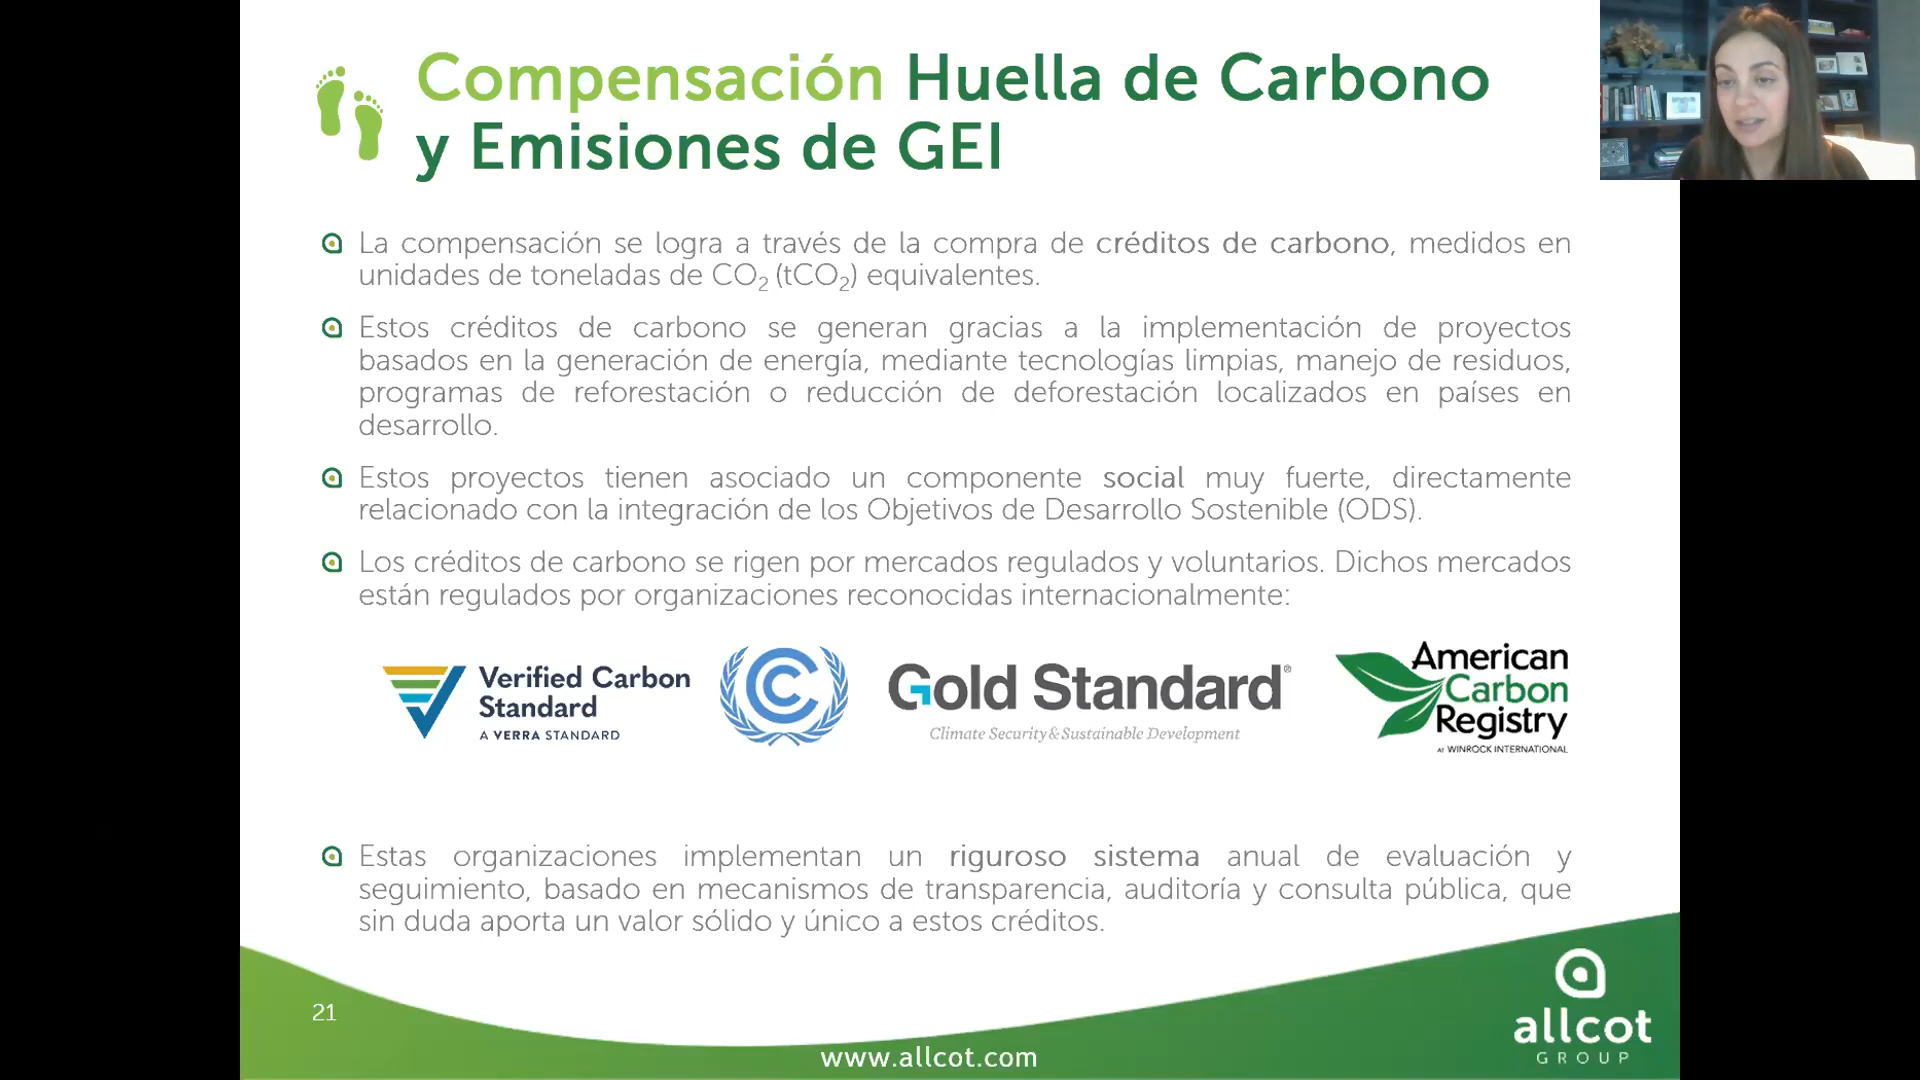 Compensación Huella de Carbono
y Emisiones de GEI
La compensación se logra a través de la compra de créditos de carbono, medidos en
unidades de toneladas de CO₂ (tCO₂) equivalentes.
Estos créditos de carbono se generan gracias a la implementación de proyectos
basados en la generación de energía, mediante tecnologías limpias, manejo de residuos,
programas de reforestación o reducción de deforestación localizados en países en
desarrollo.
Estos proyectos tienen asociado un componente social muy fuerte, directamente
relacionado con la integración de los Objetivos de Desarrollo Sostenible (ODS).
Los créditos de carbono se rigen por mercados regulados y voluntarios. Dichos mercados
están regulados por organizaciones reconocidas internacionalmente:
Verified Carbon
Standard
A VERRA STANDARD
Gold Standard®
Climate Security & Sustainable Development
American
Carbon
Registry
AT WINROCK INTERNATIONAL
Estas organizaciones implementan un riguroso sistema anual de evaluación y
seguimiento, basado en mecanismos de transparencia, auditoría y consulta pública, que
sin duda aporta un valor sólido y único a estos créditos.
21
www.allcot.com
allcot
GROUP